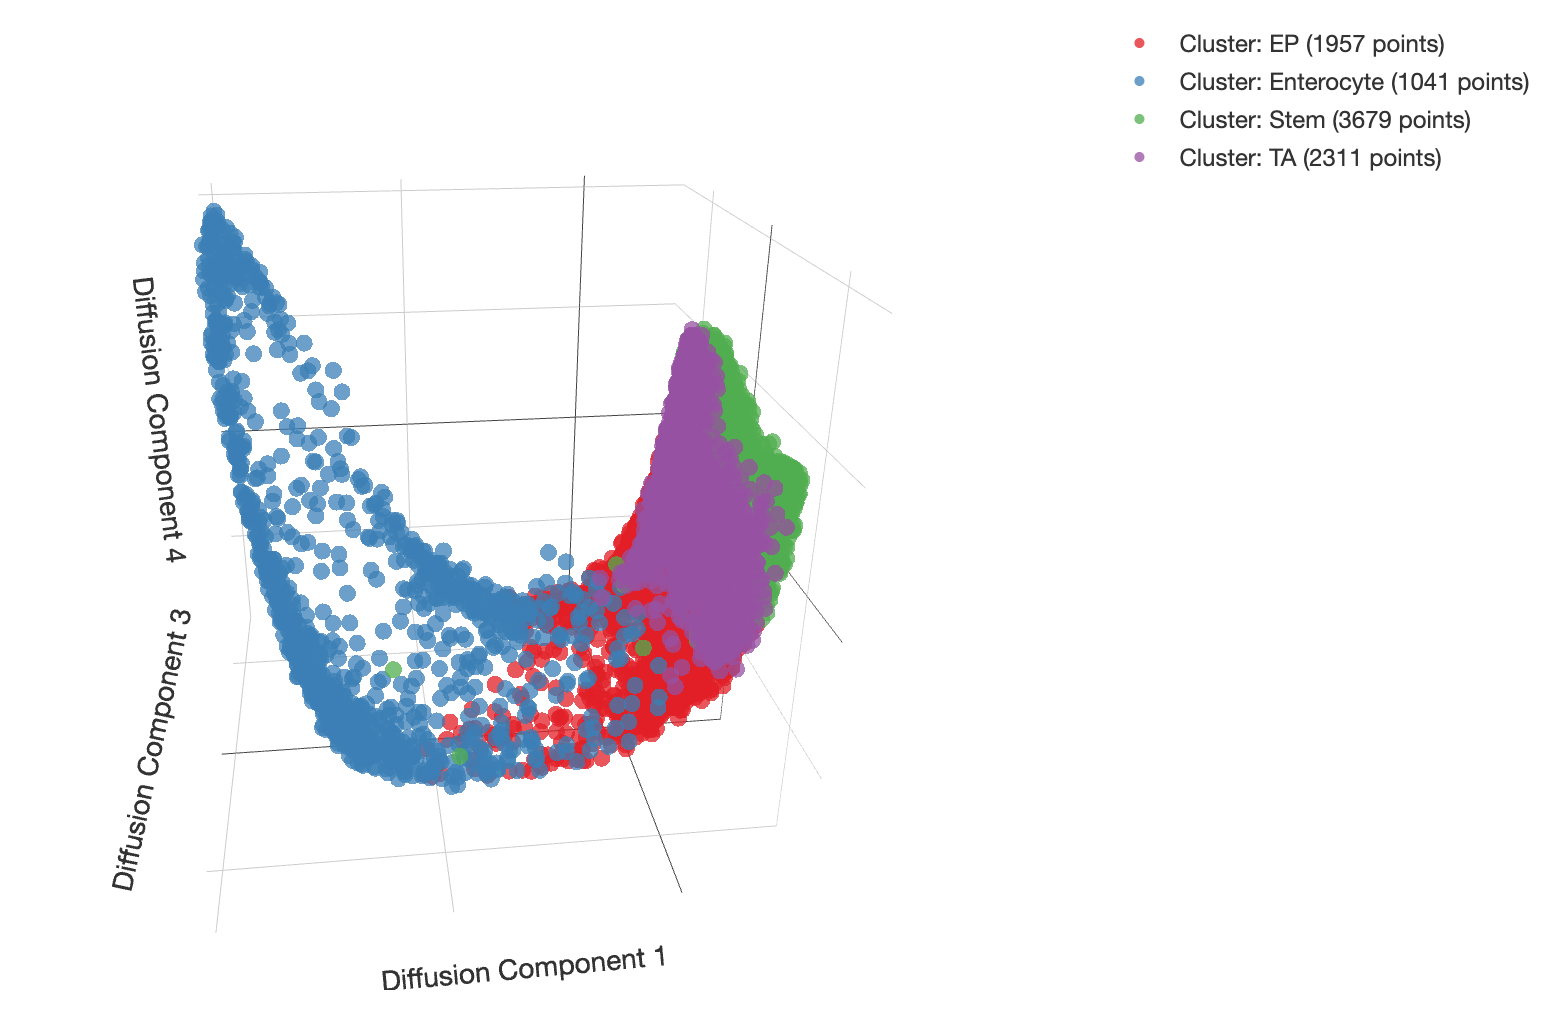 Cluster: EP (1957 points)
Cluster: Enterocyte (1041 points)
Cluster: Stem (3679 points)
Cluster: TA (2311 points)
Diffusion Component 4
Diffusion Component 3
Diffusion Component 1